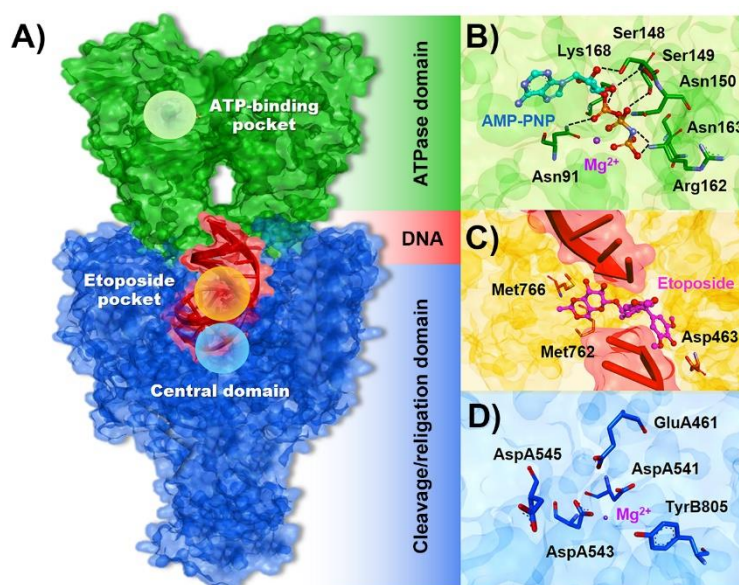 A)
ATP-binding
pocket
Etoposide
pocket
Central domain
ATPase domain
DNA
Cleavage/religation domain
B)
Ser148
Lys168
Ser149
Asn150
AMP-PNP
Asn163
Mg2+
Asn91
Arg162
C)
Etoposide
Met766
Asp463
Met762
D)
GluA461
AspA545
AspA541
TyrB805
Mg2+
AspA543